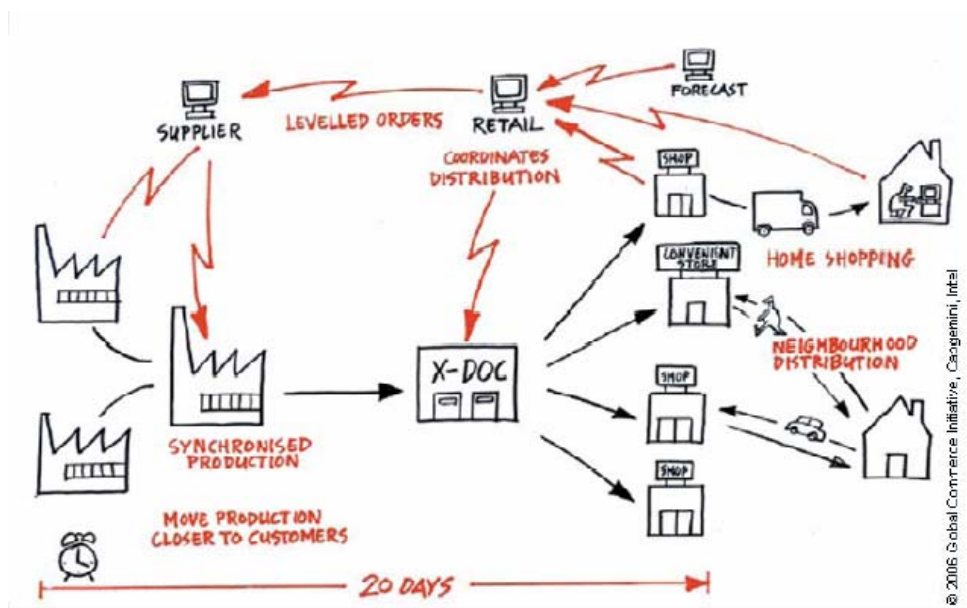 FORECAST
SUPPLIER
LEVELLED ORDERS
RETAIL
COORDINATES
DISTRIBUTION
SHOP
HOME SHOPPING
CONVENIENT
STORE
NEIGHBOURHOOD
DISTRIBUTION
X-DOC
SHOP
SYNCHRONISED
PRODUCTION
SHOP
MOVE PRODUCTION
CLOSER TO CUSTOMERS
20 DAYS
© 2006 Global Commerce Initiative, Capgemini, Intel